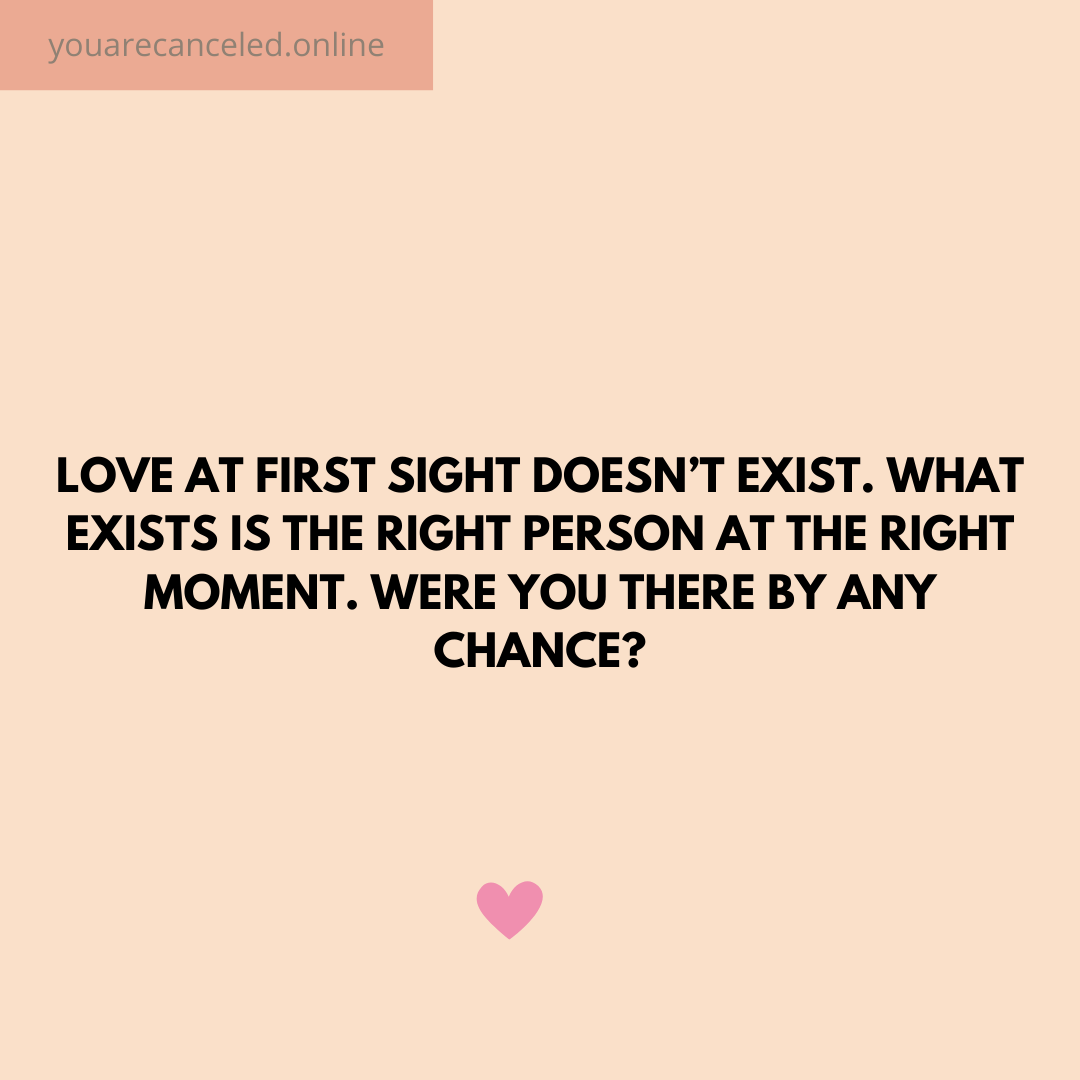 youarecanceled.online
LOVE AT FIRST SIGHT DOESN’T EXIST. WHAT
EXISTS IS THE RIGHT PERSON AT THE RIGHT
MOMENT. WERE YOU THERE BY ANY
CHANCE?